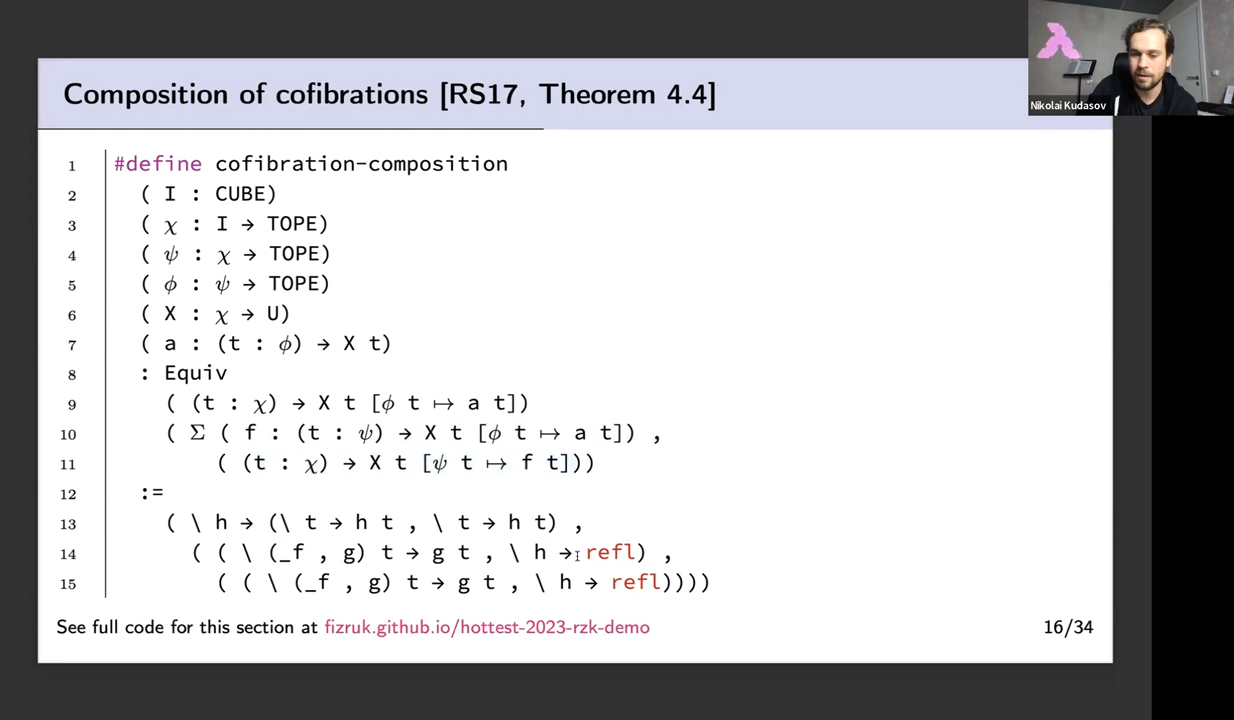 Composition of cofibrations [RS17, Theorem 4.4]
Nikolai Kudasov
1 #define cofibration-composition
2 ( I : CUBE)
3 ( χ : I → TOPE)
4 ( ψ : χ → TOPE)
5 ( ϕ : ψ → TOPE)
6 ( X : χ → U)
7 ( a : (t : ϕ) → X t)
8 : Equiv
9 ( (t : χ) → X t [ϕ t ↦ a t])
10 ( Σ ( f : (t : ψ) → X t [ϕ t ↦ a t]) ,
11 ( (t : χ) → X t [ψ t ↦ f t]))
12 :=
13 ( \ h → (\ t → h t , \ t → h t) ,
14 ( ( \ (_f , g) t → g t , \ h → refl) ,
15 ( ( \ (_f , g) t → g t , \ h → refl))))
See full code for this section at fizruk.github.io/hottest-2023-rzk-demo
16/34